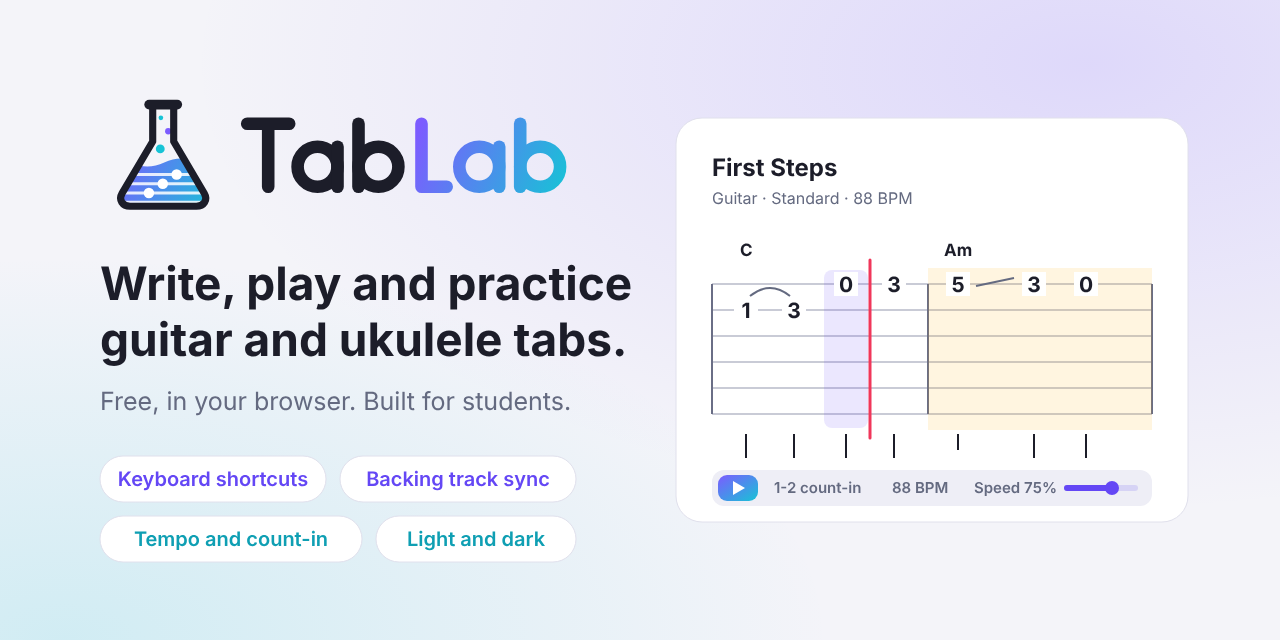 TabLab
Write, play and practice
guitar and ukulele tabs.
Free, in your browser. Built for students.
Keyboard shortcuts
Backing track sync
Tempo and count-in
Light and dark
First Steps
Guitar · Standard · 88 BPM
C Am
0 3 5 3 0
1 3
1-2 count-in 88 BPM Speed 75%